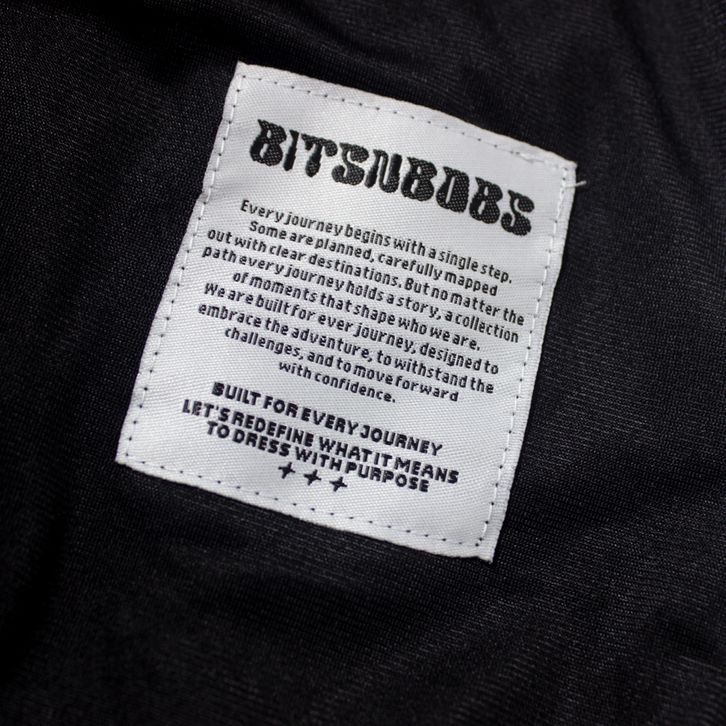 BITSNBOBS
Every journey begins with a single step.
Some are planned, carefully mapped
out with clear destinations. But no matter the
path every journey holds a story, a collection
of moments that shape who we are.
We are built for ever journey, designed to
embrace the adventure, to withstand the
challenges, and to move forward
with confidence.
BUILT FOR EVERY JOURNEY
LET'S REDEFINE WHAT IT MEANS
TO DRESS WITH PURPOSE